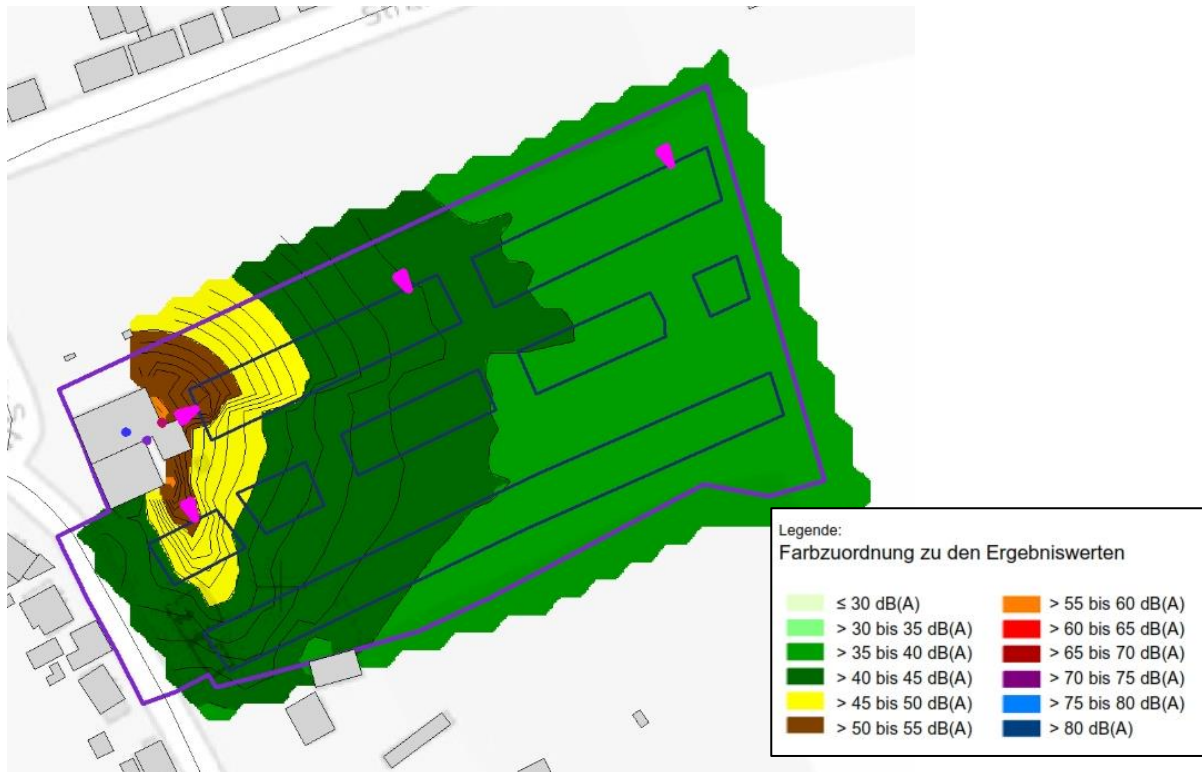 Legende:
Farbzuordnung zu den Ergebniswerten
≤ 30 dB(A)
> 30 bis 35 dB(A)
> 35 bis 40 dB(A)
> 40 bis 45 dB(A)
> 45 bis 50 dB(A)
> 50 bis 55 dB(A)
> 55 bis 60 dB(A)
> 60 bis 65 dB(A)
> 65 bis 70 dB(A)
> 70 bis 75 dB(A)
> 75 bis 80 dB(A)
> 80 dB(A)